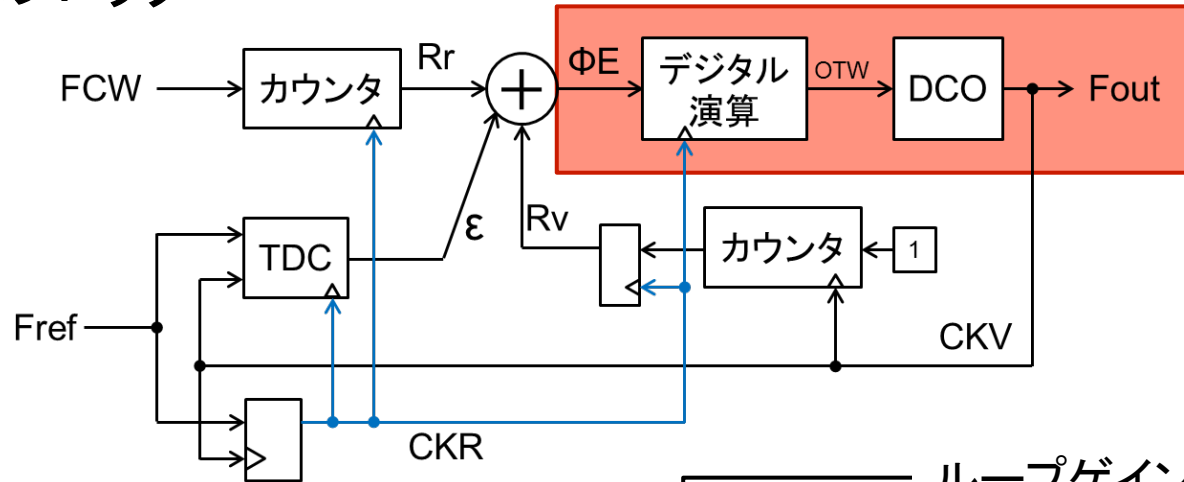 FCW
カウンタ
Rr
ΦE
デジタル
演算
OTW
DCO
Fout
TDC
ε
Rv
カウンタ
1
Fref
CKV
CKR
ループゲイン